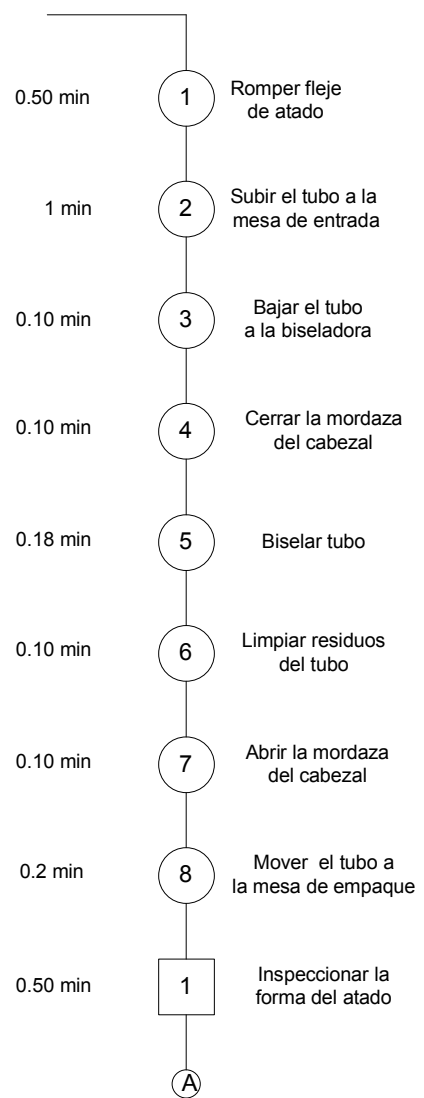 0.50 min
1
Romper fleje
de atado
1 min
2
Subir el tubo a la
mesa de entrada
0.10 min
3
Bajar el tubo
a la biseladora
0.10 min
4
Cerrar la mordaza
del cabezal
0.18 min
5
Biselar tubo
0.10 min
6
Limpiar residuos
del tubo
0.10 min
7
Abrir la mordaza
del cabezal
0.2 min
8
Mover el tubo a
la mesa de empaque
0.50 min
1
Inspeccionar la
forma del atado
A